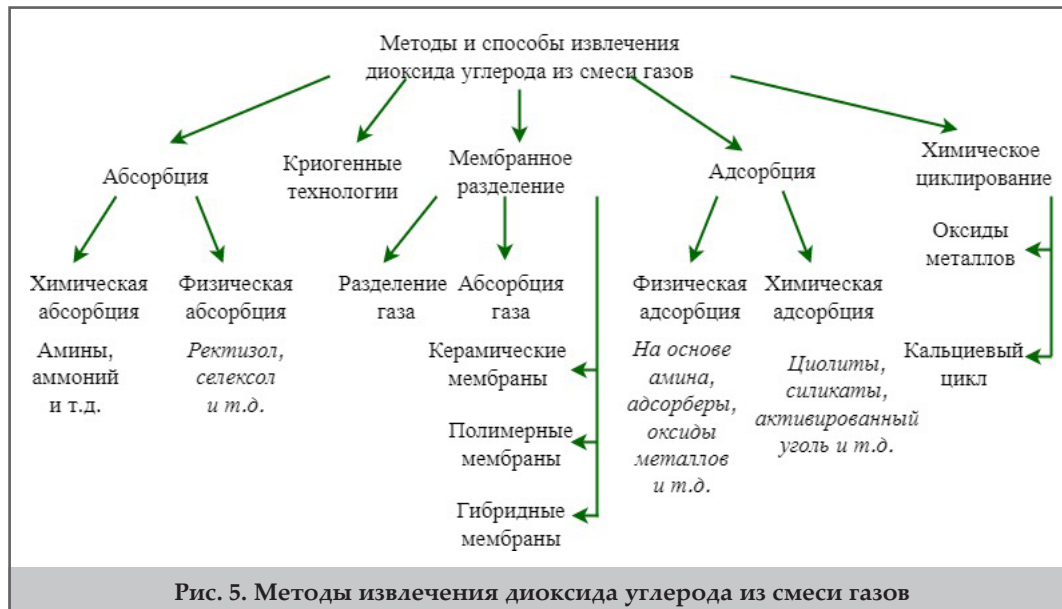 Методы и способы извлечения
диоксида углерода из смеси газов
Абсорбция
Криогенные
технологии
Мембранное
разделение
Адсорбция
Химическое
циклирование
Химическая
абсорбция
Амины,
аммоний
и т.д.
Физическая
абсорбция
Ректизол,
селексол
и т.д.
Разделение
газа
Абсорбция
газа
Керамические
мембраны
Полимерные
мембраны
Гибридные
мембраны
Физическая
адсорбция
На основе
амина,
адсорберы,
оксиды
металлов
и т.д.
Химическая
адсорбция
Циолиты,
силикаты,
активированный
уголь и т.д.
Оксиды
металлов
Кальциевый
цикл
Рис. 5. Методы извлечения диоксида углерода из смеси газов